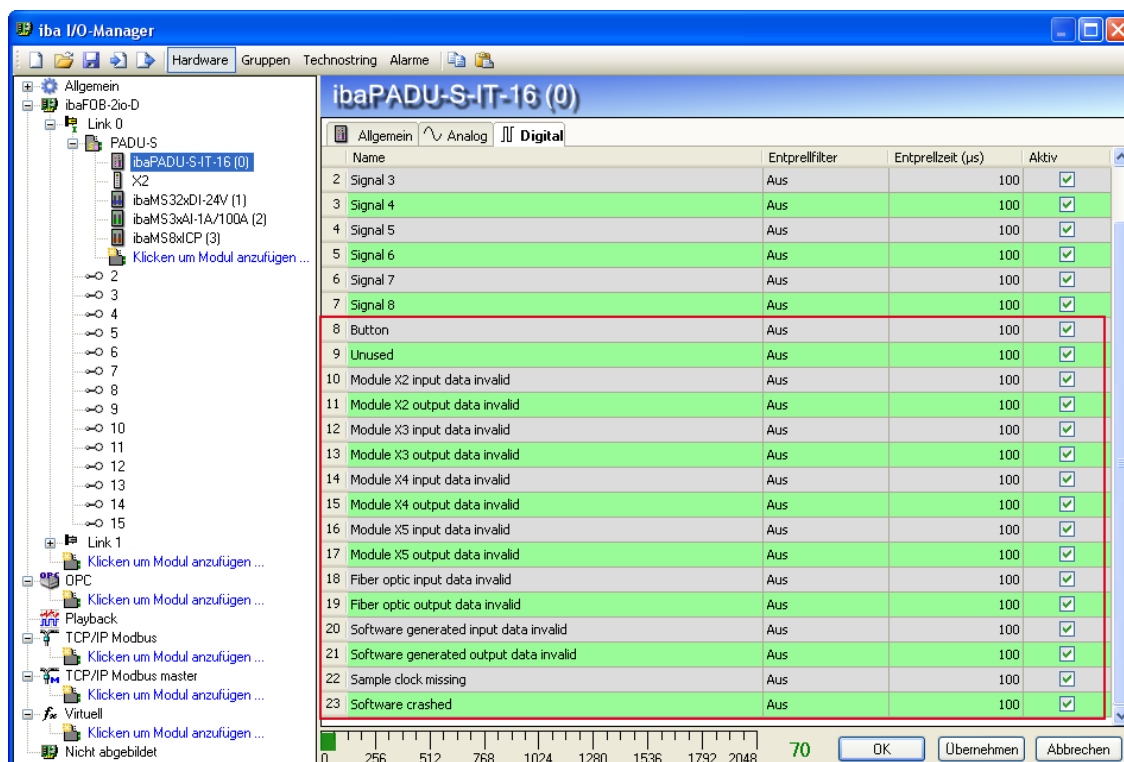 iba I/O-Manager
Hardware Gruppen Technostring Alarme
Allgemein
ibaFOB-2io-D
Link 0
PADU-S
ibaPADU-S-IT-16 (0)
X2
ibaMS32xDI-24V (1)
ibaMS3xAI-1A/100A (2)
ibaMS8xICP (3)
Klicken um Modul anzufügen ...
2
3
4
5
6
7
8
9
10
11
12
13
14
15
Link 1
Klicken um Modul anzufügen ...
OPC
Klicken um Modul anzufügen ...
Playback
TCP/IP Modbus
Klicken um Modul anzufügen ...
TCP/IP Modbus master
Klicken um Modul anzufügen ...
Virtuell
Klicken um Modul anzufügen ...
Nicht abgebildet
ibaPADU-S-IT-16 (0)
Allgemein Analog Digital
Name Entprellfilter Entprellzeit (µs) Aktiv
2 Signal 3 Aus 100
3 Signal 4 Aus 100
4 Signal 5 Aus 100
5 Signal 6 Aus 100
6 Signal 7 Aus 100
7 Signal 8 Aus 100
8 Button Aus 100
9 Unused Aus 100
10 Module X2 input data invalid Aus 100
11 Module X2 output data invalid Aus 100
12 Module X3 input data invalid Aus 100
13 Module X3 output data invalid Aus 100
14 Module X4 input data invalid Aus 100
15 Module X4 output data invalid Aus 100
16 Module X5 input data invalid Aus 100
17 Module X5 output data invalid Aus 100
18 Fiber optic input data invalid Aus 100
19 Fiber optic output data invalid Aus 100
20 Software generated input data invalid Aus 100
21 Software generated output data invalid Aus 100
22 Sample clock missing Aus 100
23 Software crashed Aus 100
0 256 512 768 1024 1280 1536 1792 2048 70 OK Übernehmen Abbrechen